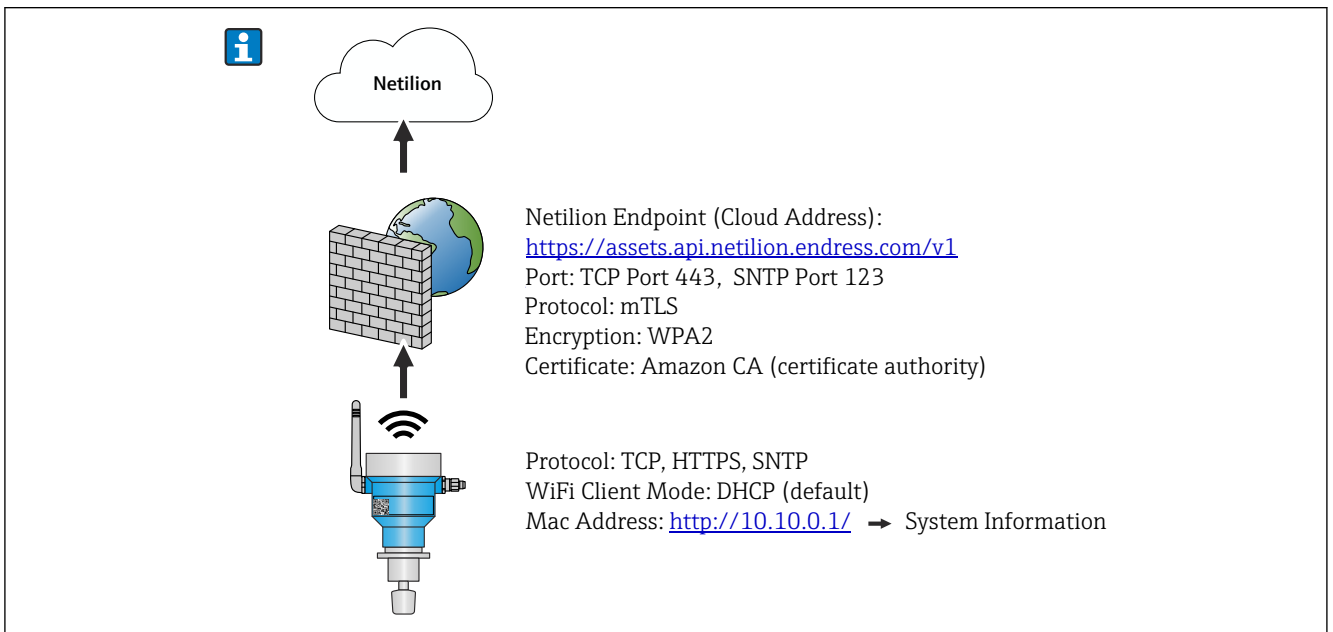 Netilion
Netilion Endpoint (Cloud Address):
https://assets.api.netilion.endress.com/v1
Port: TCP Port 443, SNTP Port 123
Protocol: mTLS
Encryption: WPA2
Certificate: Amazon CA (certificate authority)
Protocol: TCP, HTTPS, SNTP
WiFi Client Mode: DHCP (default)
Mac Address: http://10.10.0.1/ → System Information